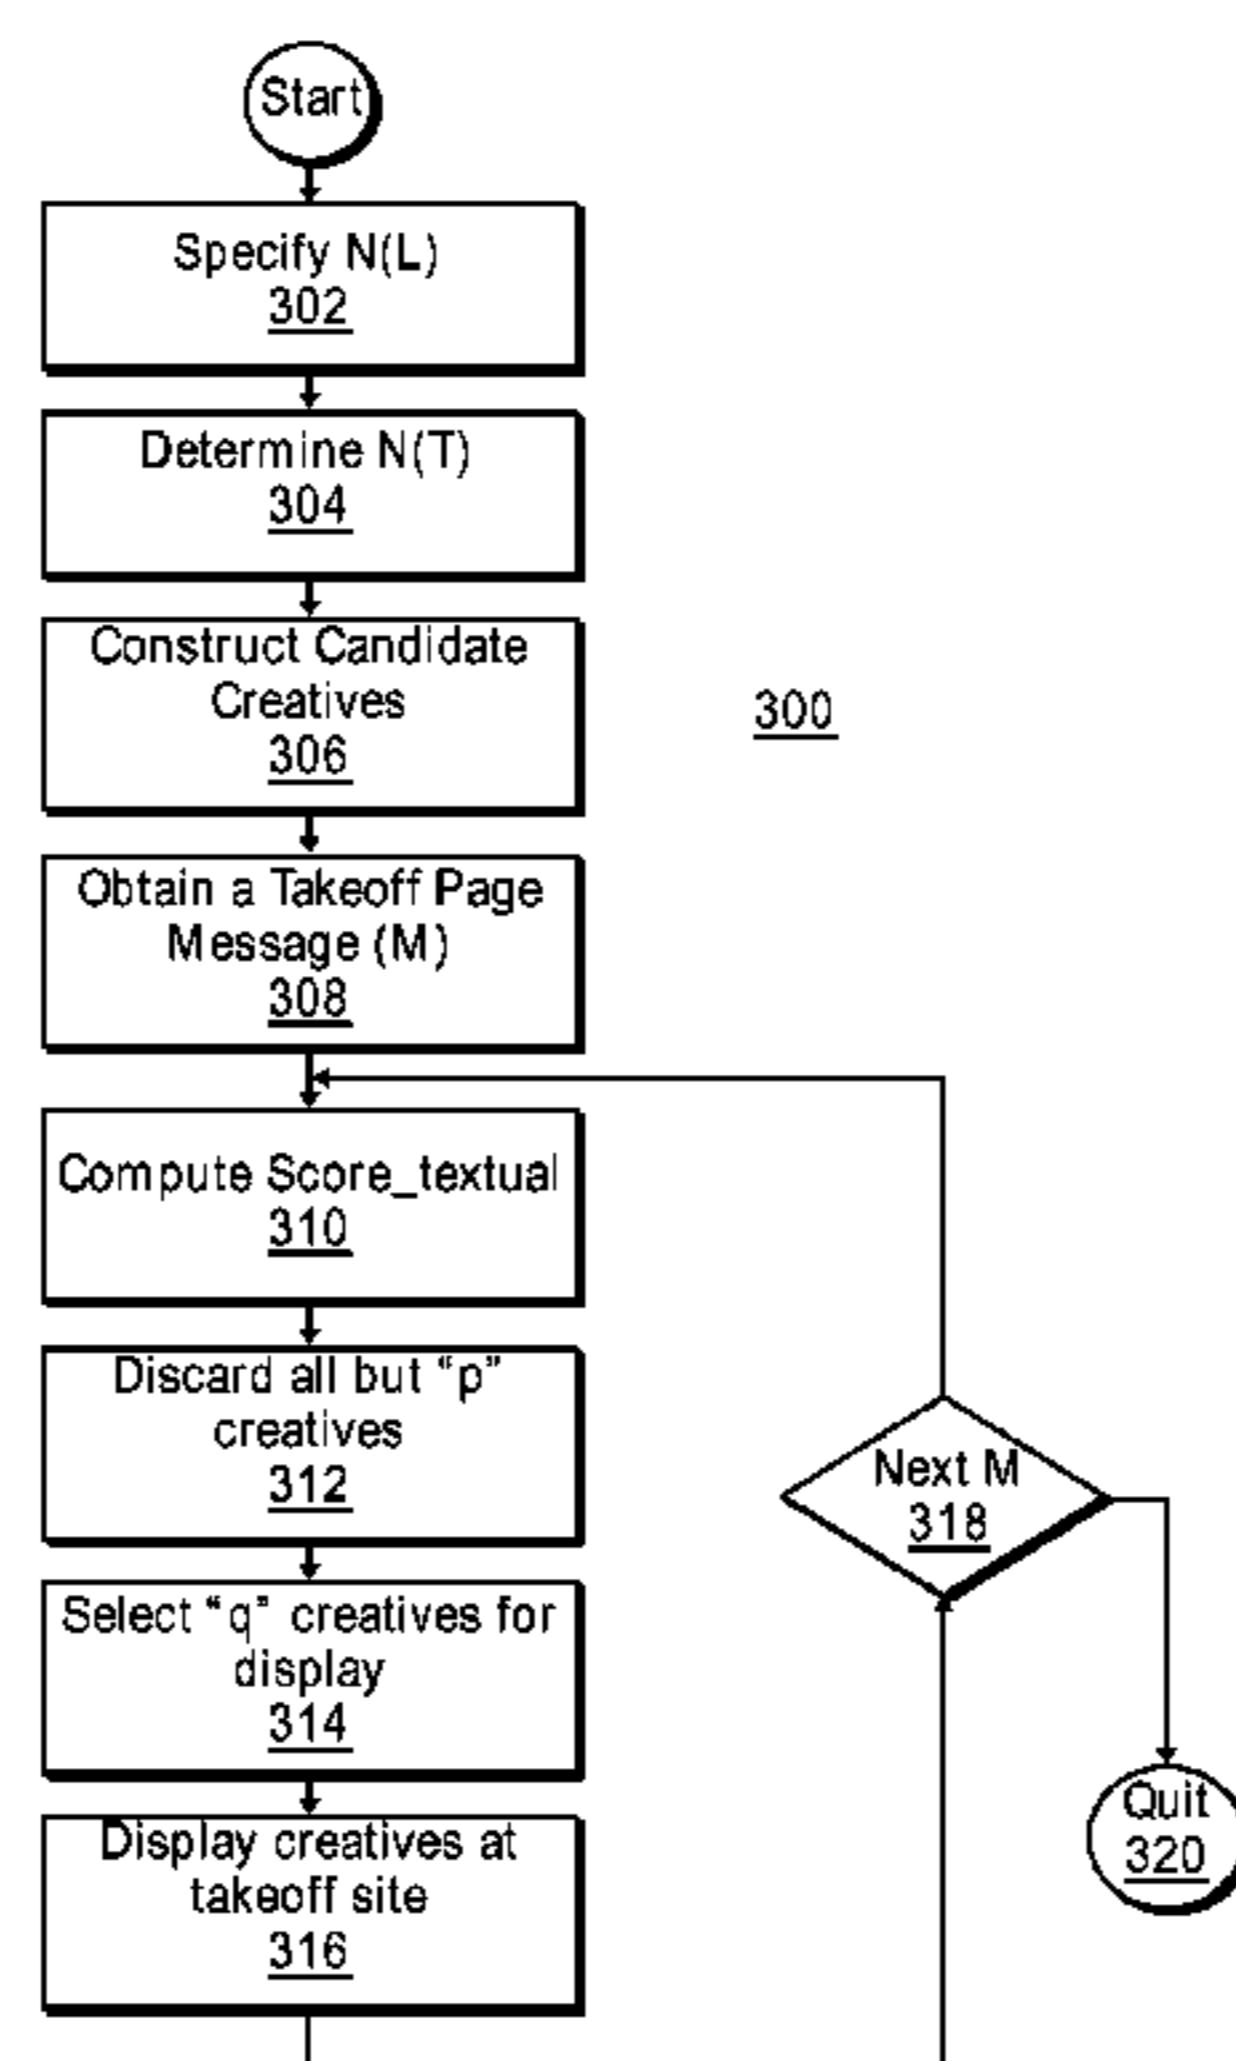 Start
Specify N(L)
302
Determine N(T)
304
Construct Candidate
Creatives
306
300
Obtain a Takeoff Page
Message (M)
308
Compute Score_textual
310
Discard all but “p”
creatives
312
Next M
318
Select “q” creatives for
display
314
Quit
320
Display creatives at
takeoff site
316